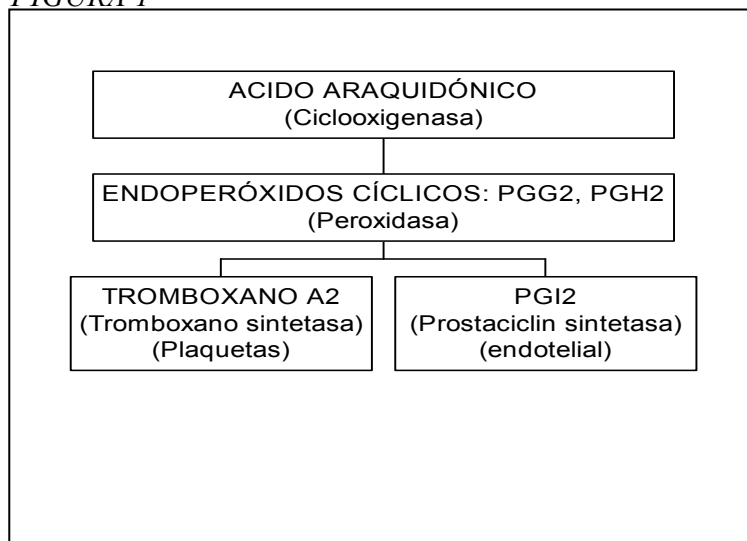 FIGURA 1
ACIDO ARAQUIDÓNICO
(Ciclooxigenasa)
ENDOPERÓXIDOS CÍCLICOS: PGG2, PGH2
(Peroxidasa)
TROMBOXANO A2
(Tromboxano sintetasa)
(Plaquetas)
PGI2
(Prostaciclin sintetasa)
(endotelial)